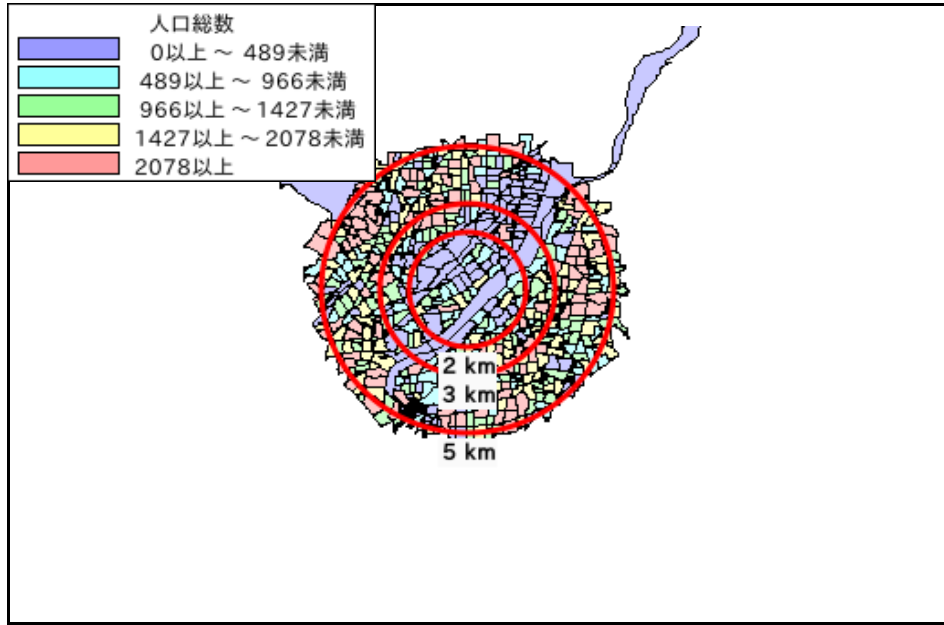 人口総数
0以上 ～ 489未満
489以上 ～ 966未満
966以上 ～ 1427未満
1427以上 ～ 2078未満
2078以上
2 km
3 km
5 km